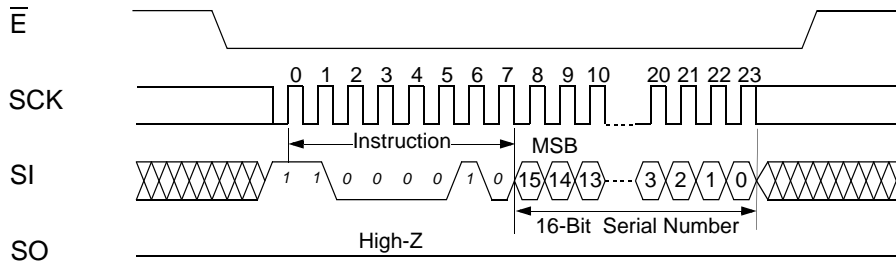 E
0 1 2 3 4 5 6 7 8 9 10 20 21 22 23
SCK
Instruction MSB
SI 1 1 0 0 0 0 1 0 15 14 13 3 2 1 0
16-Bit Serial Number
High-Z
SO